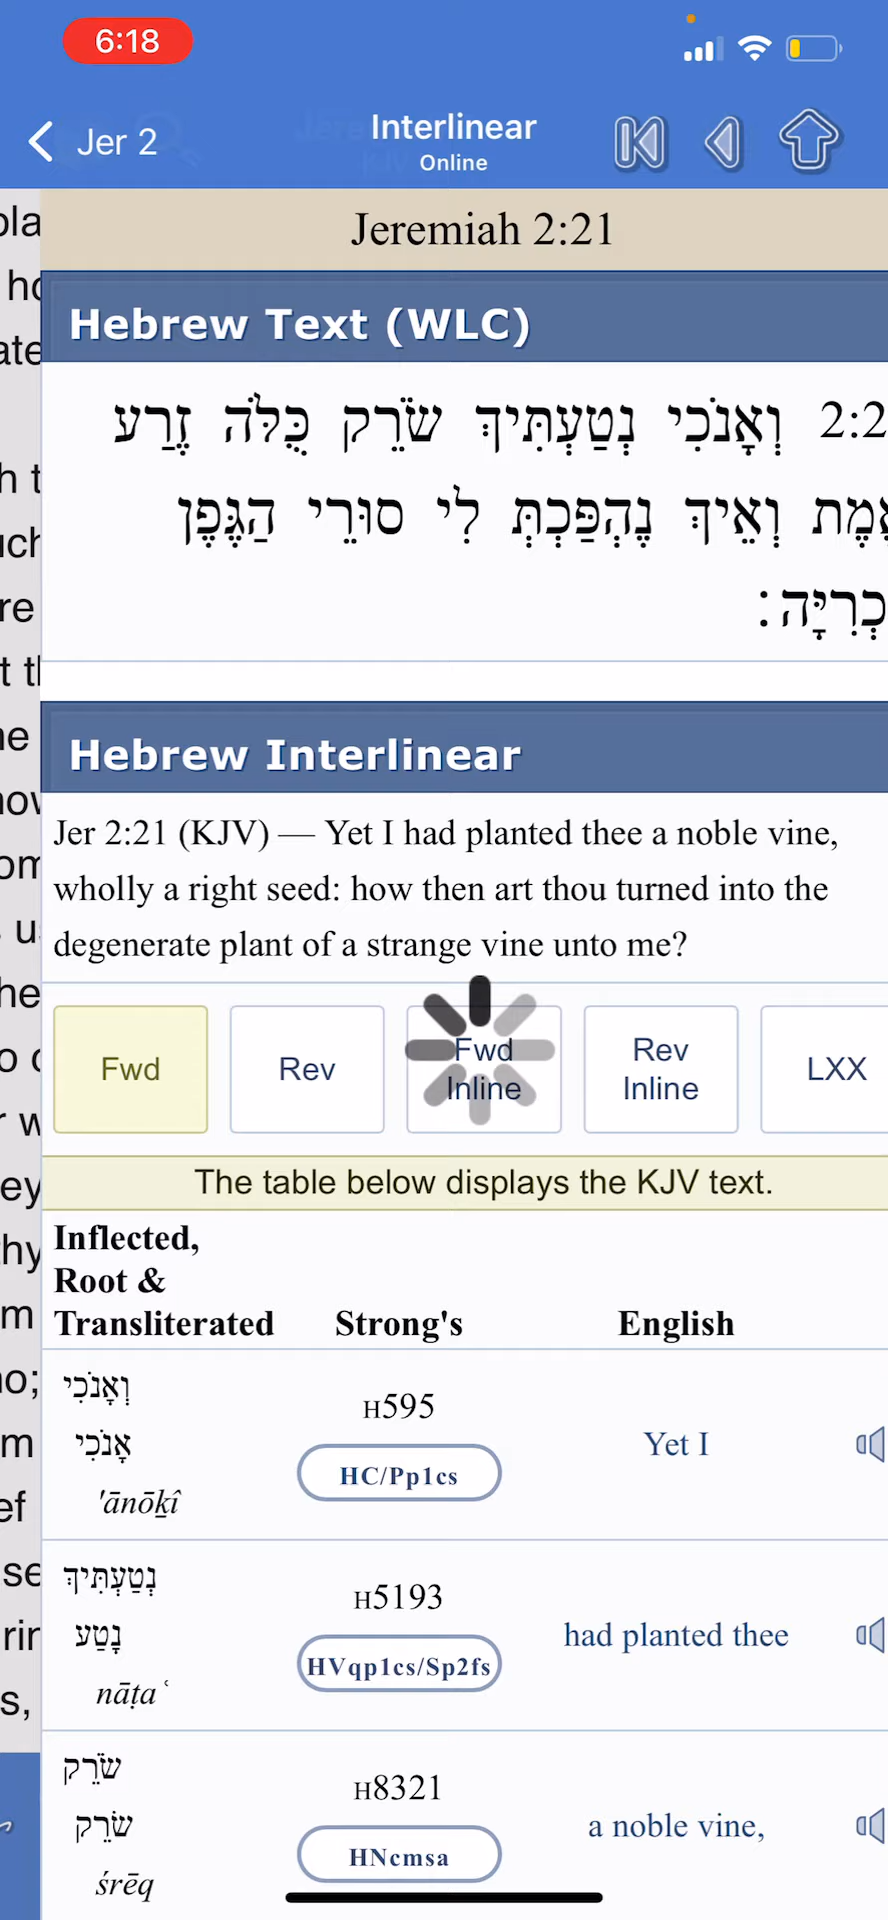 6:18
Jer 2
Interlinear
Online
Jeremiah 2:21
Hebrew Text (WLC)
2:2 וְאָנֹכִי נְטַעְתִּיךְ שֹׂרֵק כֻּלֹּה זֶרַע
אֱמֶת וְאֵיךְ נֶהְפַּכְתְּ לִי סוּרֵי הַגֶּפֶן
כְרִיָּה׃
Hebrew Interlinear
Jer 2:21 (KJV) — Yet I had planted thee a noble vine,
wholly a right seed: how then art thou turned into the
degenerate plant of a strange vine unto me?
Fwd
Rev
Fwd
Inline
Rev
Inline
LXX
The table below displays the KJV text.
Inflected,
Root &
Transliterated
Strong's
English
וְאָנֹכִי
אָנֹכִי
'ānōḵî
H595
HC/Pp1cs
Yet I
נְטַעְתִּיךְ
נָטַע
nāṭaʿ
H5193
HVqp1cs/Sp2fs
had planted thee
שֹׂרֵק
שֹׂרֵק
śrēq
H8321
HNcmsa
a noble vine,